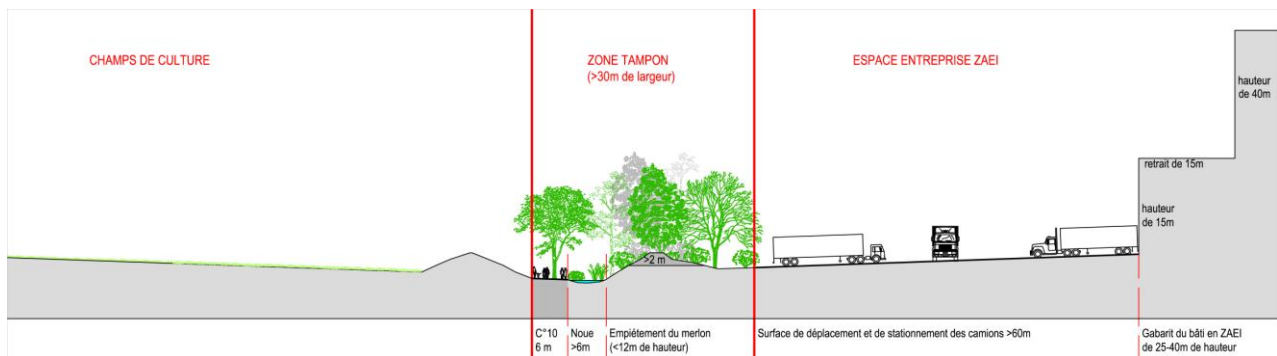 CHAMPS DE CULTURE
ZONE TAMPON
(>30m de largeur)
ESPACE ENTREPRISE ZAEI
hauteur
de 40m
retrait de 15m
hauteur
de 15m
>2 m
C°10
6 m
Noue
>6m
Empiétement du merlon
(<12m de hauteur)
Surface de déplacement et de stationnement des camions >60m
Gabarit du bâti en ZAEI
de 25-40m de hauteur